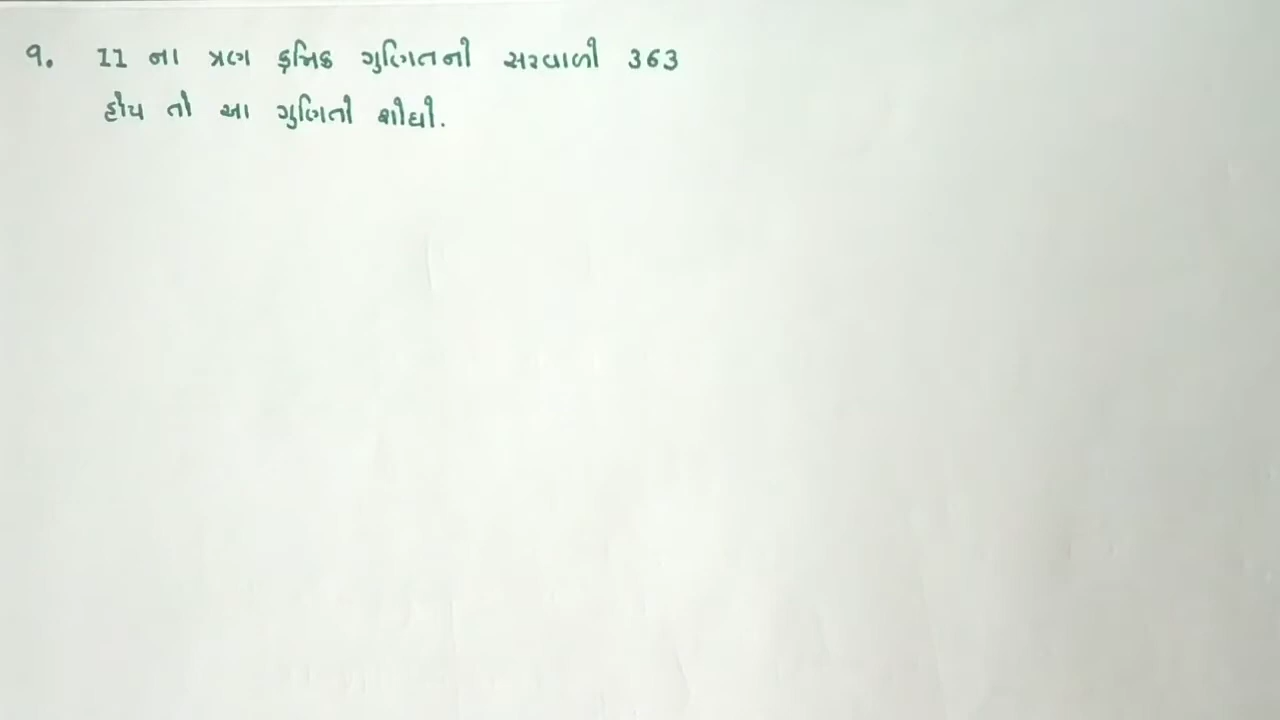 ૧. 11 ના ત્રણ ક્રમિક ગુણિતની સરવાળો 363
હોય તો આ ગુણિતો શોધો.